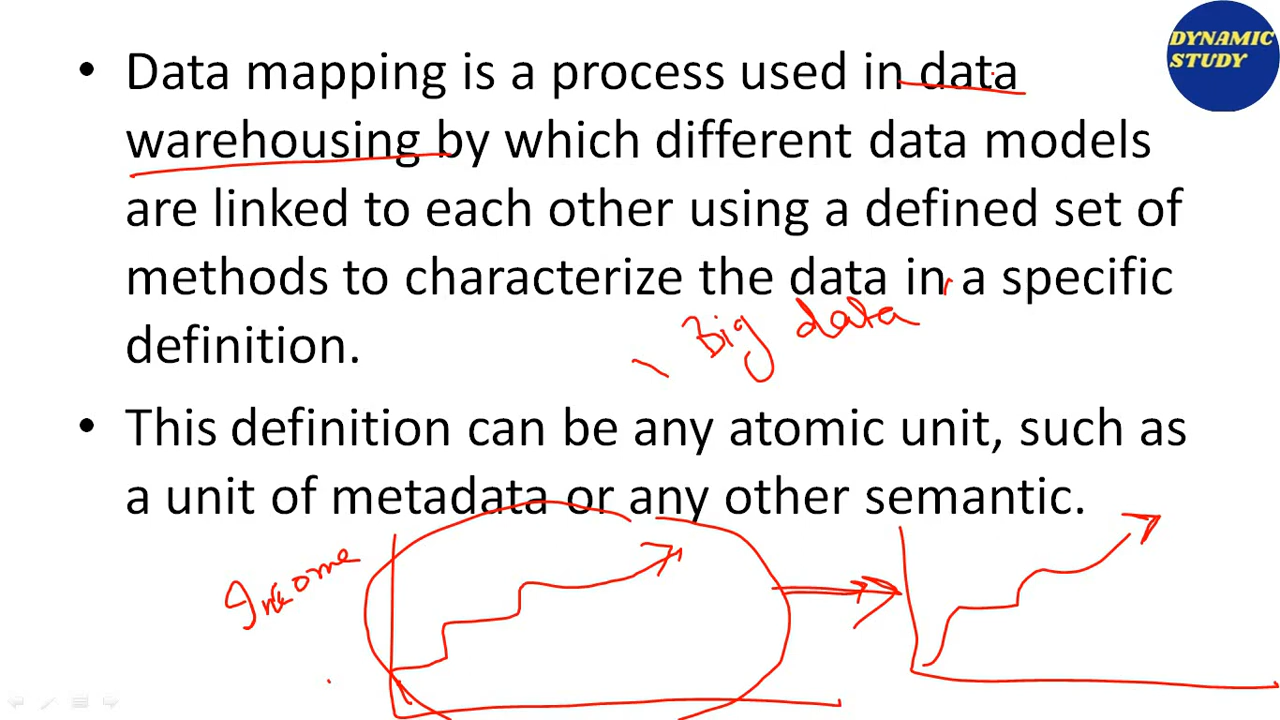 DYNAMIC
STUDY
• Data mapping is a process used in data
warehousing by which different data models
are linked to each other using a defined set of
methods to characterize the data in a specific
definition.
Big data
• This definition can be any atomic unit, such as
a unit of metadata or any other semantic.
Income